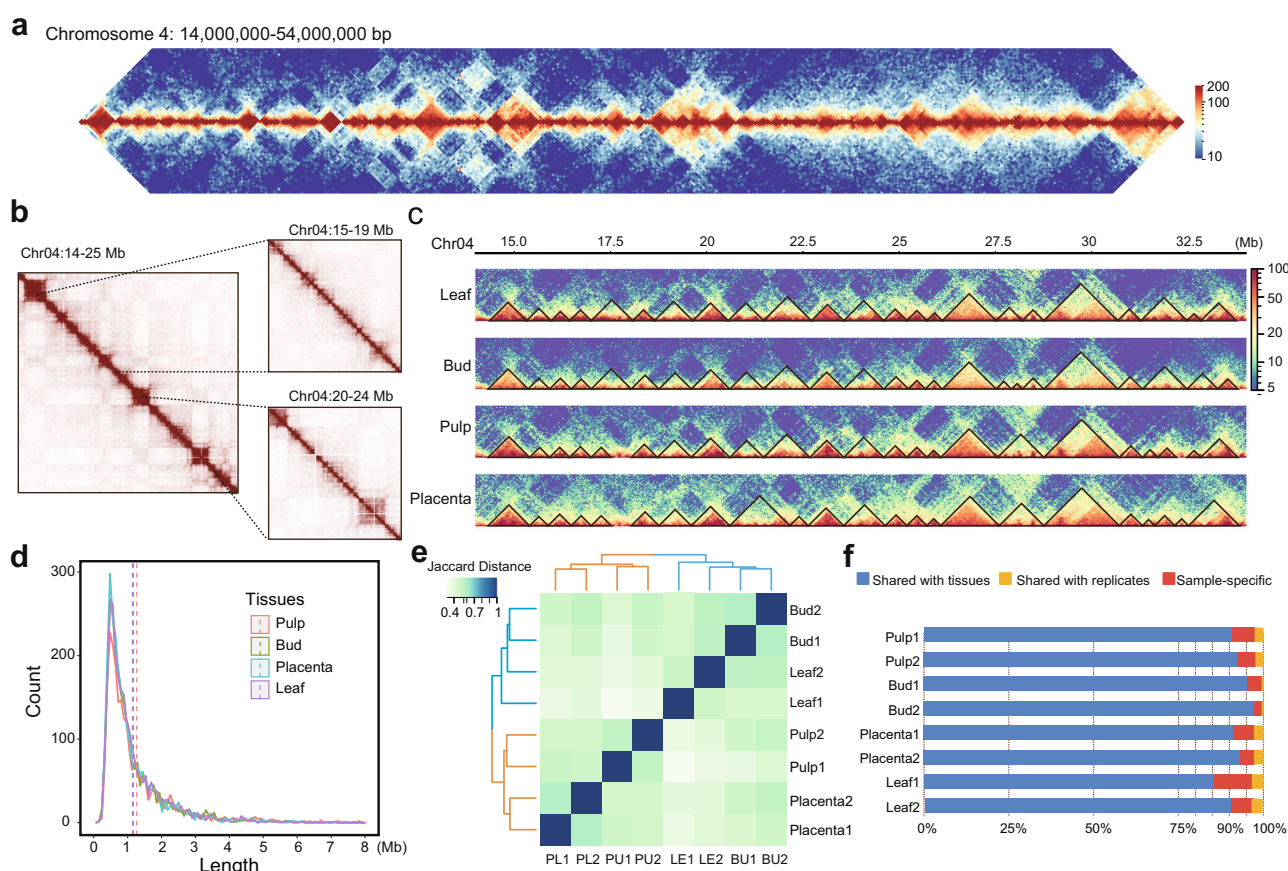 a
Chromosome 4: 14,000,000-54,000,000 bp
200
100
10
b
Chr04:14-25 Mb
Chr04:15-19 Mb
Chr04:20-24 Mb
c
Chr04
15.0 17.5 20 22.5 25 27.5 30 32.5 (Mb)
Leaf
Bud
Pulp
Placenta
100
50
20
10
5
d
Count
300
200
100
0
Tissues
Pulp
Bud
Placenta
Leaf
0 1 2 3 4 5 6 7 8 (Mb)
Length
e
Jaccard Distance
0.4 0.7 1
Bud2
Bud1
Leaf2
Leaf1
Pulp2
Pulp1
Placenta2
Placenta1
PL1 PL2 PU1 PU2 LE1 LE2 BU1 BU2
f
Shared with tissues Shared with replicates Sample-specific
Pulp1
Pulp2
Bud1
Bud2
Placenta1
Placenta2
Leaf1
Leaf2
0% 25% 50% 75% 90% 100%